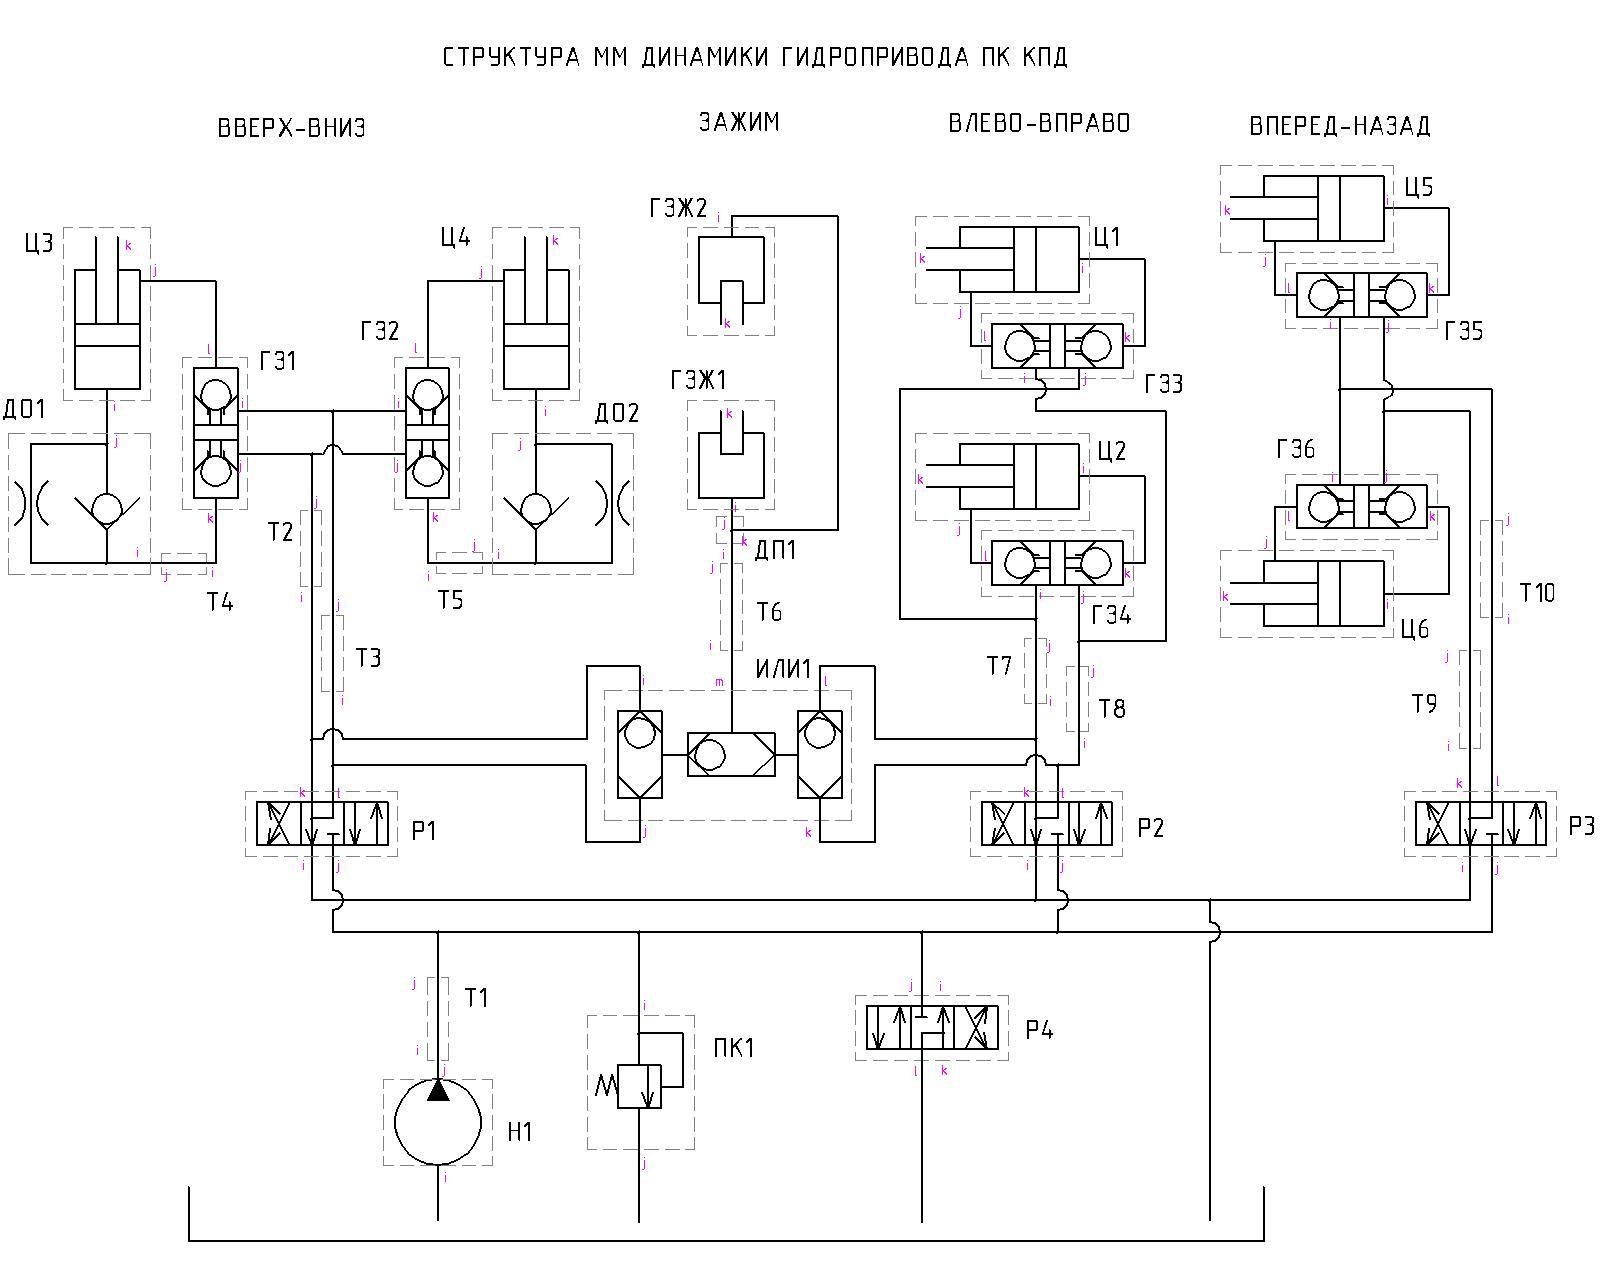 СТРУКТУРА ММ ДИНАМИКИ ГИДРОПРИВОДА ПК КПД
ВВЕРХ-ВНИЗ
ЗАЖИМ
ВЛЕВО-ВПРАВО
ВПЕРЕД-НАЗАД
Ц3
k
j
i
Ц4
k
j
i
ГЗЖ2
i
k
Ц1
k
i
j
Ц5
k
i
j
ГЗ1
l
i
j
k
ГЗ2
l
i
j
k
ГЗЖ1
k
i
ГЗ3
l
k
i
j
ГЗ5
l
k
i
j
ДО1
j
i
ДО2
j
i
Ц2
k
i
j
ГЗ6
i
j
l
k
Т2
j
i
Т4
j
i
Т5
j
i
ДП1
j
k
i
Т6
j
i
ГЗ4
l
k
i
j
Ц6
j
k
i
Т10
j
i
Т3
j
i
ИЛИ1
m
i
l
j
k
Т7
j
i
Т8
j
i
Т9
j
i
Р1
k
l
i
j
Р2
k
l
i
j
Р3
k
l
i
j
Т1
j
i
ПК1
i
j
Р4
j
i
l
k
Н1
j
i